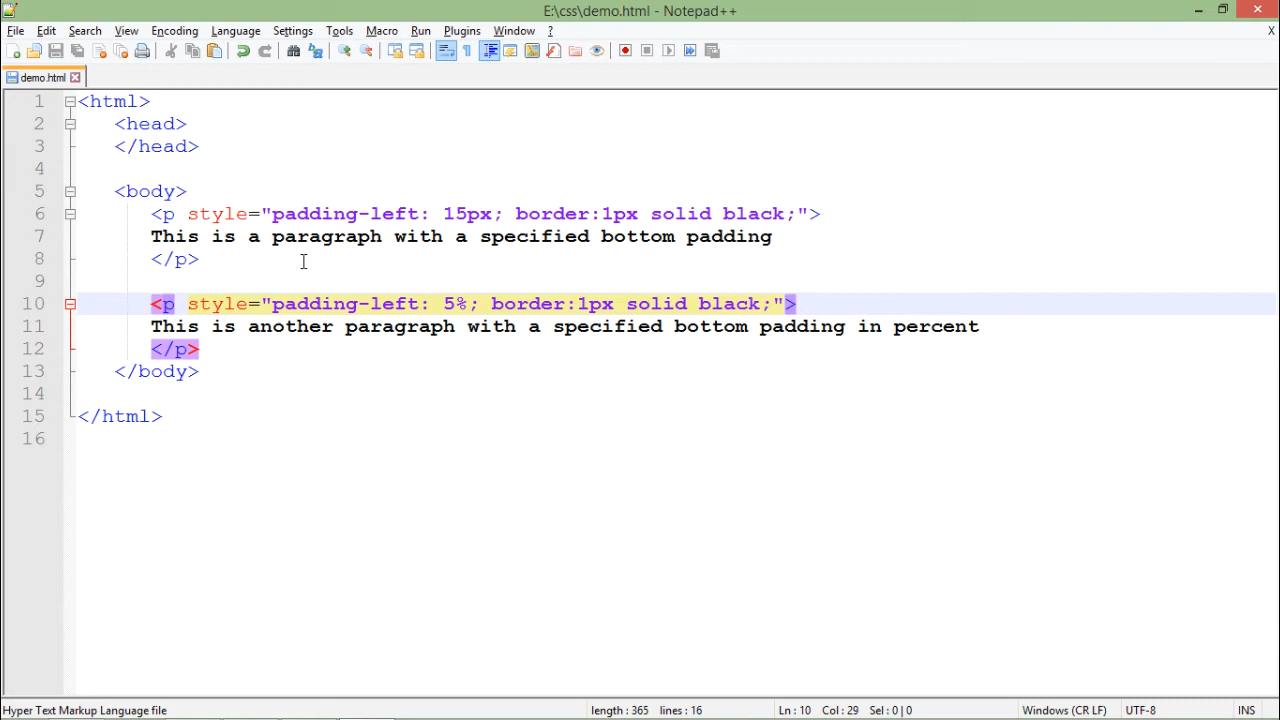 E:\css\demo.html - Notepad++
File Edit Search View Encoding Language Settings Tools Macro Run Plugins Window ? X
demo.html
1 <html>
2 <head>
3 </head>
4
5 <body>
6 <p style="padding-left: 15px; border:1px solid black;">
7 This is a paragraph with a specified bottom padding
8 </p>
9
10 <p style="padding-left: 5%; border:1px solid black;">
11 This is another paragraph with a specified bottom padding in percent
12 </p>
13 </body>
14
15 </html>
16
Hyper Text Markup Language file length : 365 lines : 16 Ln : 10 Col : 29 Sel : 0 | 0 Windows (CR LF) UTF-8 INS